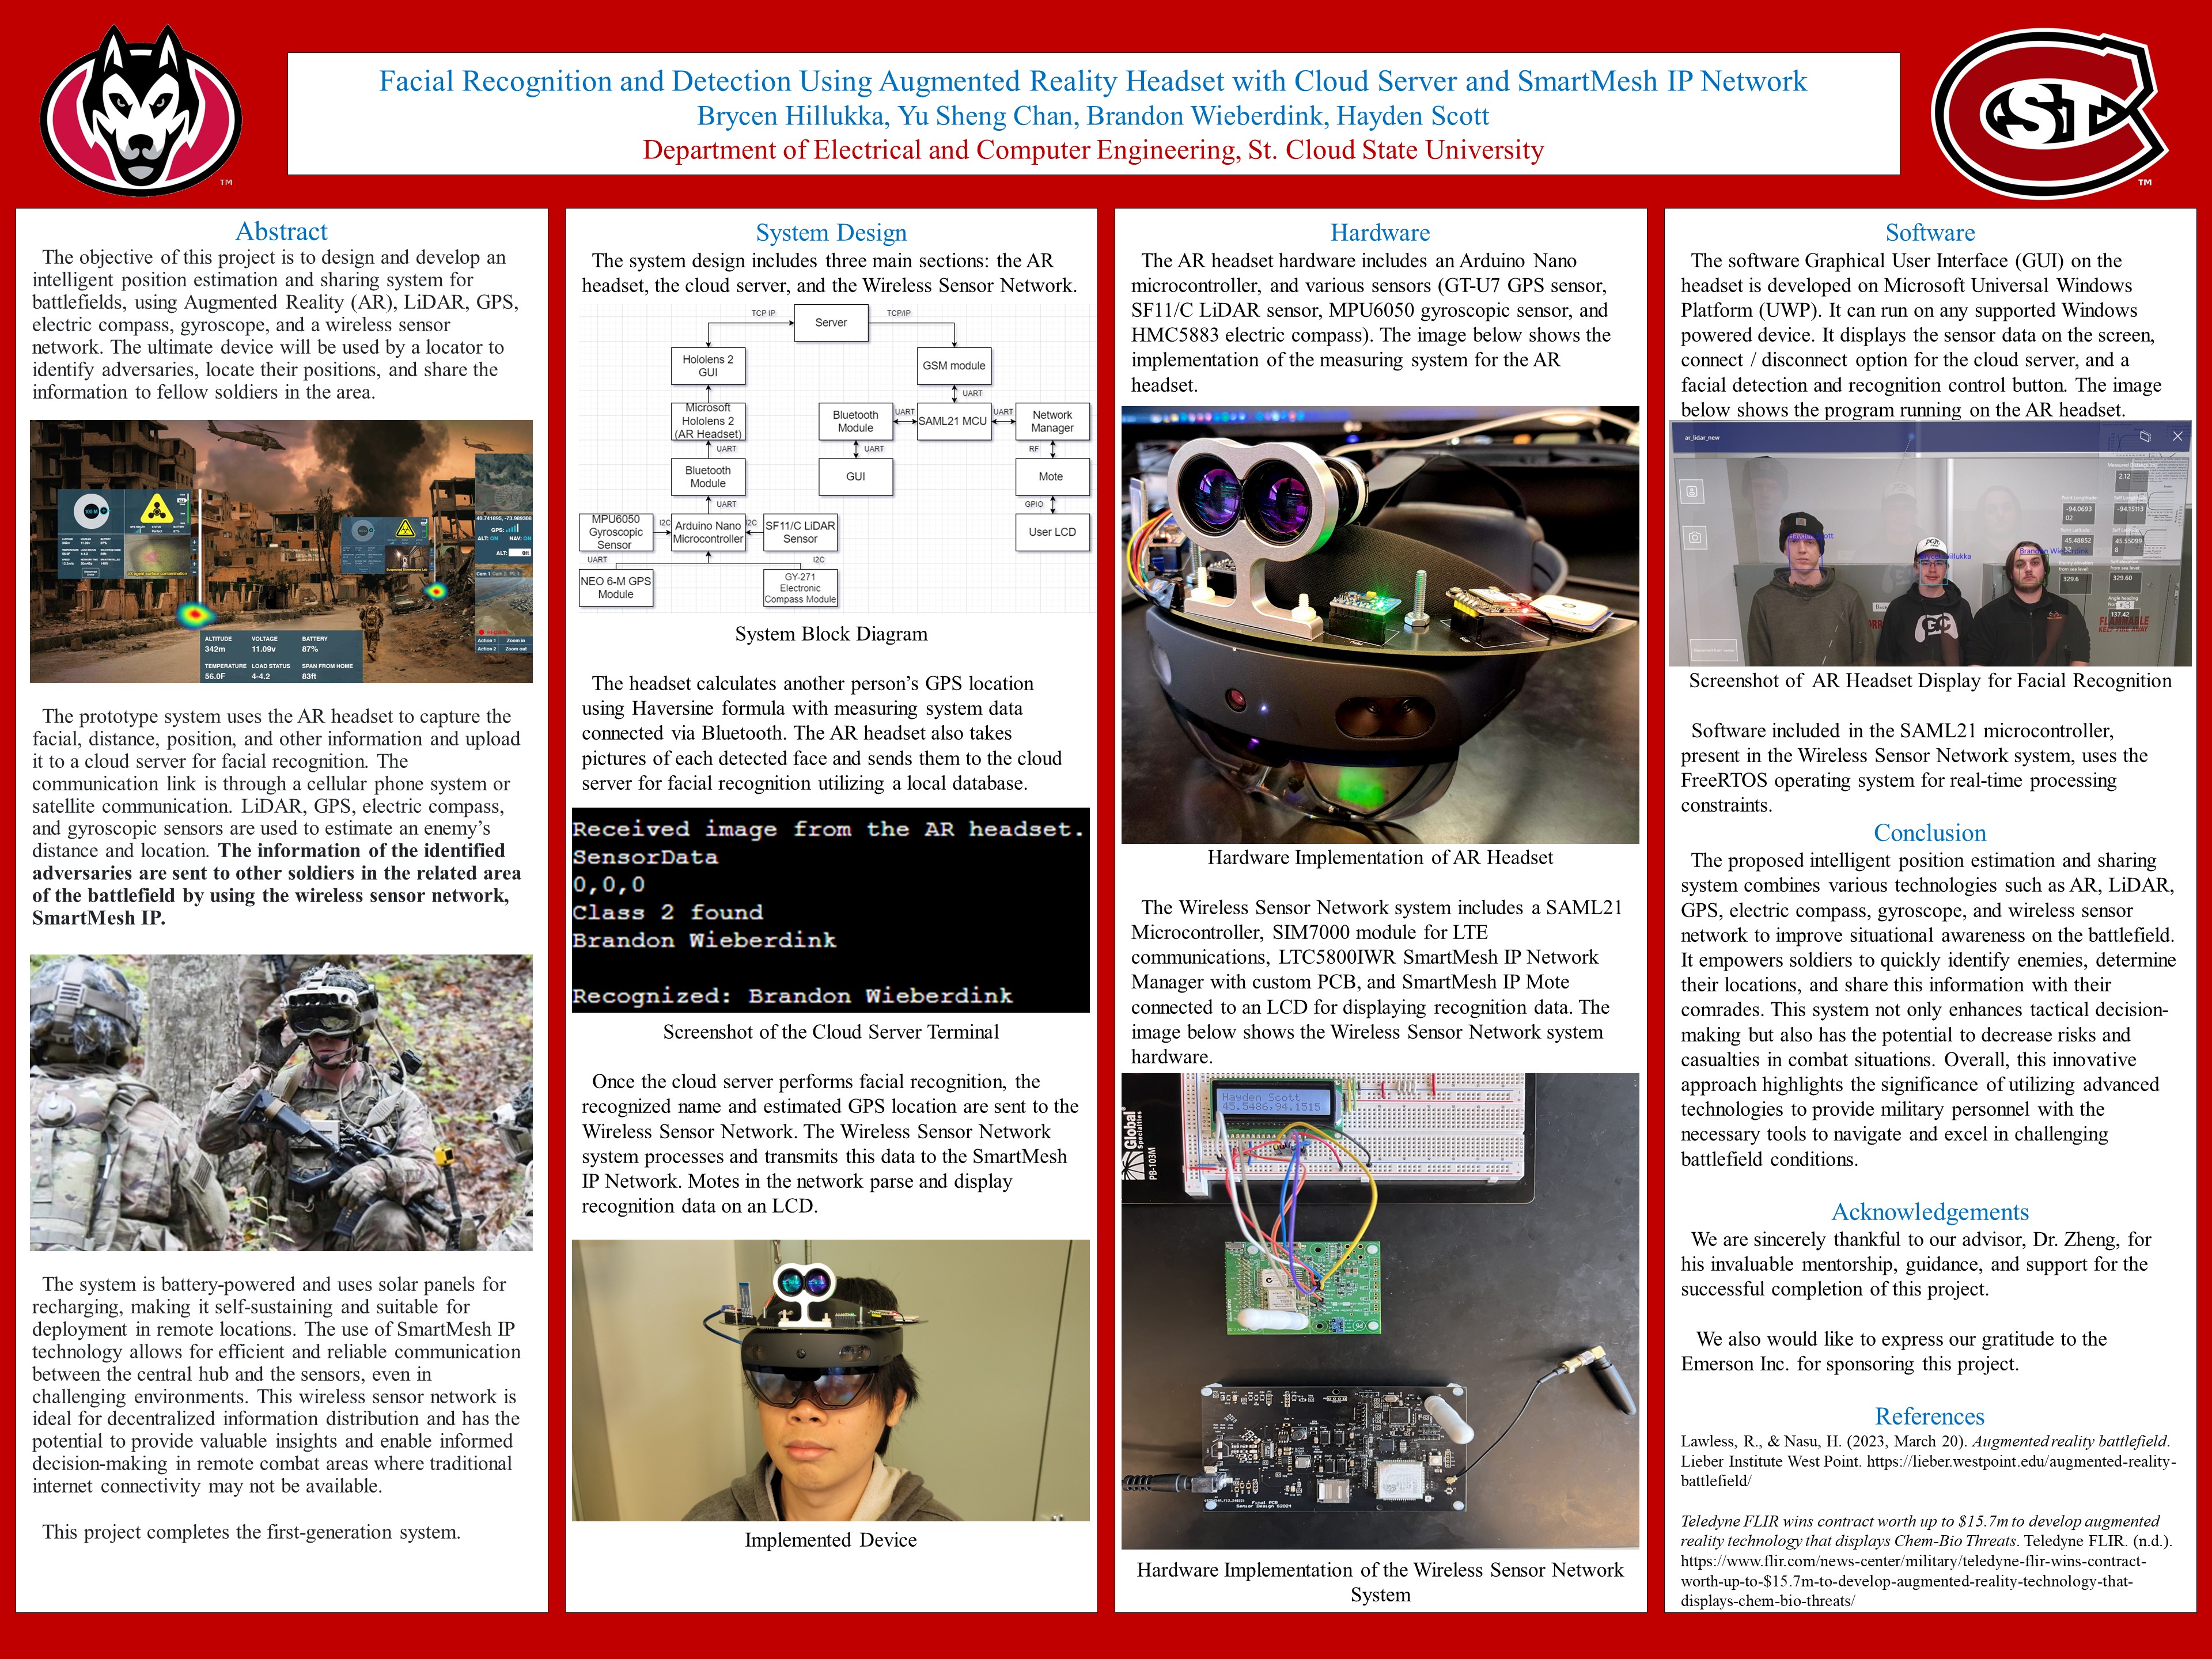 Facial Recognition and Detection Using Augmented Reality Headset with Cloud Server and SmartMesh IP Network
Brycen Hillukka, Yu Sheng Chan, Brandon Wieberdink, Hayden Scott
Department of Electrical and Computer Engineering, St. Cloud State University
TM
ST
TM
Abstract
The objective of this project is to design and develop an
intelligent position estimation and sharing system for
battlefields, using Augmented Reality (AR), LiDAR, GPS,
electric compass, gyroscope, and a wireless sensor
network. The ultimate device will be used by a locator to
identify adversaries, locate their positions, and share the
information to fellow soldiers in the area.
100 M
40.741895, -73.989308
GPS:
ALT: ON NAV: ON
ALT:
Cam 1
Action 1 Zoom in
Action 2 Zoom out
ALTITUDE VOLTAGE BATTERY
342m 11.09v 87%
TEMPERATURE LOAD STATUS SPAN FROM HOME
56.0F 4-4.2 83ft
The prototype system uses the AR headset to capture the
facial, distance, position, and other information and upload
it to a cloud server for facial recognition. The
communication link is through a cellular phone system or
satellite communication. LiDAR, GPS, electric compass,
and gyroscopic sensors are used to estimate an enemy's
distance and location. The information of the identified
adversaries are sent to other soldiers in the related area
of the battlefield by using the wireless sensor network,
SmartMesh IP.
The system is battery-powered and uses solar panels for
recharging, making it self-sustaining and suitable for
deployment in remote locations. The use of SmartMesh IP
technology allows for efficient and reliable communication
between the central hub and the sensors, even in
challenging environments. This wireless sensor network is
ideal for decentralized information distribution and has the
potential to provide valuable insights and enable informed
decision-making in remote combat areas where traditional
internet connectivity may not be available.
This project completes the first-generation system.
System Design
The system design includes three main sections: the AR
headset, the cloud server, and the Wireless Sensor Network.
TCP IP
Server
TCP/IP
Hololens 2
GUI
GSM module
UART
Microsoft
Hololens 2
(AR Headset)
Bluetooth
Module
UART
SAML21 MCU
UART
Network
Manager
UART
UART
RF
Bluetooth
Module
GUI
Mote
UART
GPIO
MPU6050
Gyroscopic
Sensor
I2C
Arduino Nano
Microcontroller
I2C
SF11/C LiDAR
Sensor
User LCD
UART
I2C
NEO 6-M GPS
Module
GY-271
Electronic
Compass Module
System Block Diagram
The headset calculates another person's GPS location
using Haversine formula with measuring system data
connected via Bluetooth. The AR headset also takes
pictures of each detected face and sends them to the cloud
server for facial recognition utilizing a local database.
Received image from the AR headset.
SensorData
0,0,0
Class 2 found
Brandon Wieberdink
Recognized: Brandon Wieberdink
Screenshot of the Cloud Server Terminal
Once the cloud server performs facial recognition, the
recognized name and estimated GPS location are sent to the
Wireless Sensor Network. The Wireless Sensor Network
system processes and transmits this data to the SmartMesh
IP Network. Motes in the network parse and display
recognition data on an LCD.
Implemented Device
Hardware
The AR headset hardware includes an Arduino Nano
microcontroller, and various sensors (GT-U7 GPS sensor,
SF11/C LiDAR sensor, MPU6050 gyroscopic sensor, and
HMC5883 electric compass). The image below shows the
implementation of the measuring system for the AR
headset.
Hardware Implementation of AR Headset
The Wireless Sensor Network system includes a SAML21
Microcontroller, SIM7000 module for LTE
communications, LTC5800IWR SmartMesh IP Network
Manager with custom PCB, and SmartMesh IP Mote
connected to an LCD for displaying recognition data. The
image below shows the Wireless Sensor Network system
hardware.
Hayden Scott
45.5486,94.1515
Global
Specialties
PB-103M
Final PCB
Sensor Design
Hardware Implementation of the Wireless Sensor Network
System
Software
The software Graphical User Interface (GUI) on the
headset is developed on Microsoft Universal Windows
Platform (UWP). It can run on any supported Windows
powered device. It displays the sensor data on the screen,
connect / disconnect option for the cloud server, and a
facial detection and recognition control button. The image
below shows the program running on the AR headset.
ar_lidar_new
2.12
-94.0693
02
-94.15113
45.48852
32
45.55099
8
329.6
329.60
137.42
FLAMMABLE
KEEP FIRE AWAY
Screenshot of AR Headset Display for Facial Recognition
Software included in the SAML21 microcontroller,
present in the Wireless Sensor Network system, uses the
FreeRTOS operating system for real-time processing
constraints.
Conclusion
The proposed intelligent position estimation and sharing
system combines various technologies such as AR, LiDAR,
GPS, electric compass, gyroscope, and wireless sensor
network to improve situational awareness on the battlefield.
It empowers soldiers to quickly identify enemies, determine
their locations, and share this information with their
comrades. This system not only enhances tactical decision-
making but also has the potential to decrease risks and
casualties in combat situations. Overall, this innovative
approach highlights the significance of utilizing advanced
technologies to provide military personnel with the
necessary tools to navigate and excel in challenging
battlefield conditions.
Acknowledgements
We are sincerely thankful to our advisor, Dr. Zheng, for
his invaluable mentorship, guidance, and support for the
successful completion of this project.
We also would like to express our gratitude to the
Emerson Inc. for sponsoring this project.
References
Lawless, R., & Nasu, H. (2023, March 20). Augmented reality battlefield.
Lieber Institute West Point. https://lieber.westpoint.edu/augmented-reality-
battlefield/
Teledyne FLIR wins contract worth up to $15.7m to develop augmented
reality technology that displays Chem-Bio Threats. Teledyne FLIR. (n.d.).
https://www.flir.com/news-center/military/teledyne-flir-wins-contract-
worth-up-to-$15.7m-to-develop-augmented-reality-technology-that-
displays-chem-bio-threats/